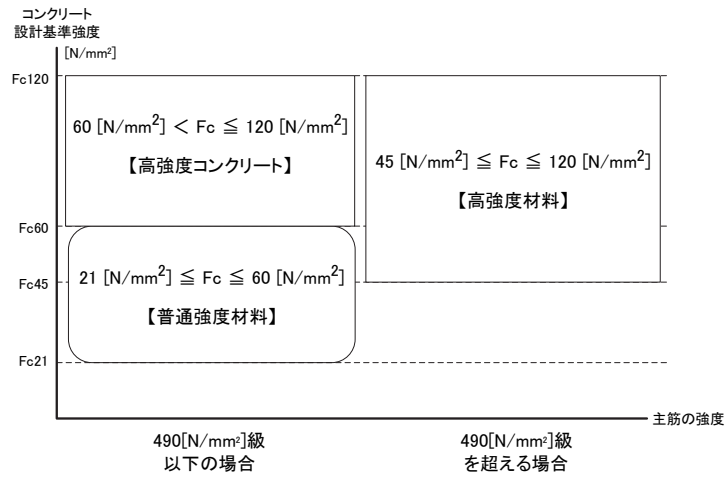 コンクリート
設計基準強度
[N/mm²]
Fc120
60 [N/mm²] < Fc ≦ 120 [N/mm²]
【高強度コンクリート】
45 [N/mm²] ≦ Fc ≦ 120 [N/mm²]
【高強度材料】
Fc60
21 [N/mm²] ≦ Fc ≦ 60 [N/mm²]
【普通強度材料】
Fc45
Fc21
主筋の強度
490[N/mm²]級
以下の場合
490[N/mm²]級
を超える場合